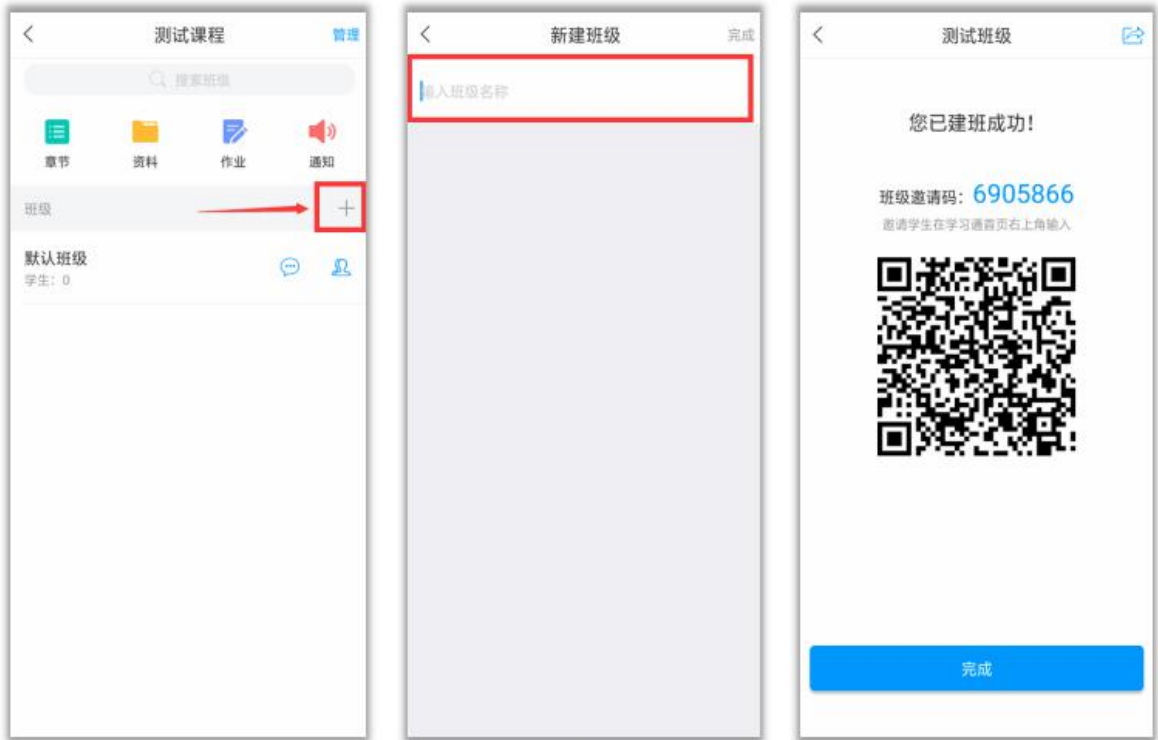 测试课程
管理
搜索班级
章节
资料
作业
通知
班级
默认班级
学生：0
新建班级
完成
输入班级名称
测试班级
您已建班成功！
班级邀请码：6905866
邀请学生在学习通首页右上角输入
完成